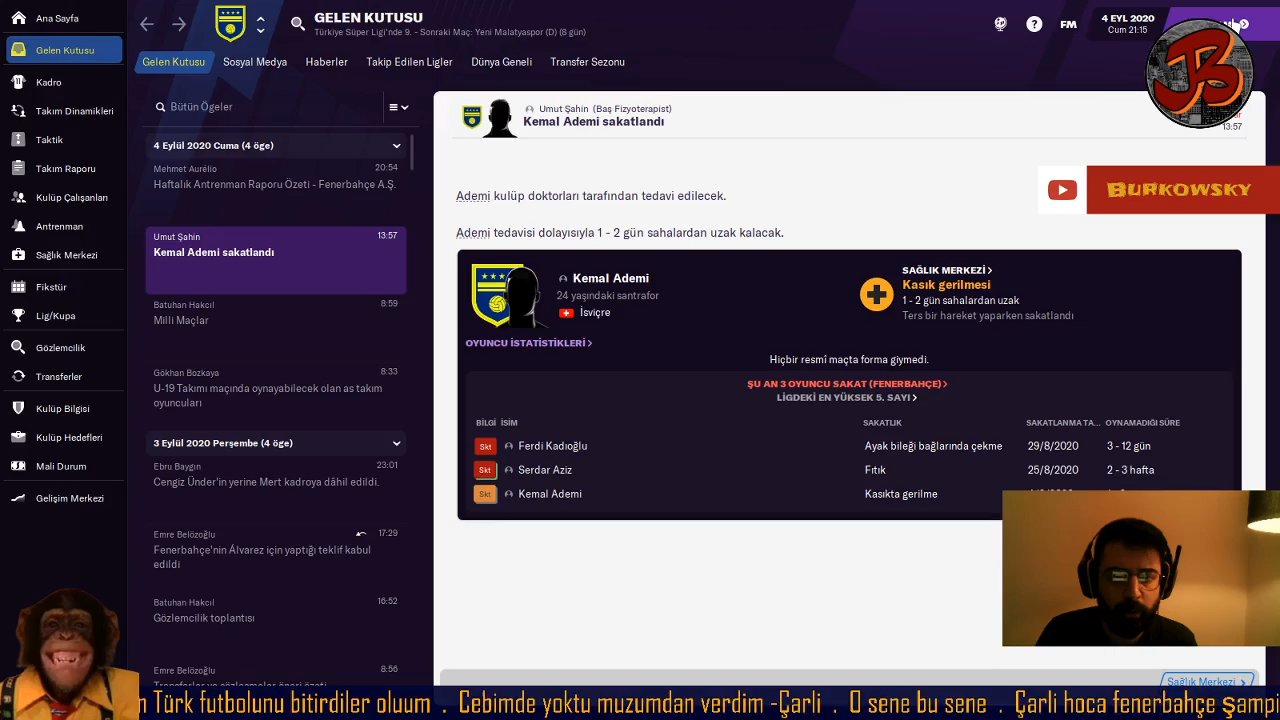 Ana Sayfa
Gelen Kutusu
Kadro
Takım Dinamikleri
Taktik
Takım Raporu
Kulüp Çalışanları
Antrenman
Sağlık Merkezi
Fikstür
Lig/Kupa
Gözlemcilik
Transferler
Kulüp Bilgisi
Kulüp Hedefleri
Mali Durum
Gelişim Merkezi
GELEN KUTUSU
Türkiye Süper Ligi'nde 9. - Sonraki Maç: Yeni Malatyaspor (D) (8 gün)
FM
4 EYL 2020
Cum 21:15
Gelen Kutusu
Sosyal Medya
Haberler
Takip Edilen Ligler
Dünya Geneli
Transfer Sezonu
Bütün Ögeler
4 Eylül 2020 Cuma (4 öge)
Mehmet Aurélio 20:54
Haftalık Antrenman Raporu Özeti - Fenerbahçe A.Ş.
Umut Şahin 13:57
Kemal Ademi sakatlandı
Batuhan Hakcıl 8:59
Milli Maçlar
Gökhan Bozkaya 8:33
U-19 Takımı maçında oynayabilecek olan as takım
oyuncuları
3 Eylül 2020 Perşembe (4 öge)
Ebru Baygın 23:01
Cengiz Ünder'in yerine Mert kadroya dâhil edildi.
Emre Belözoğlu 17:29
Fenerbahçe'nin Álvarez için yaptığı teklif kabul
edildi
Batuhan Hakcıl 16:52
Gözlemcilik toplantısı
Emre Belözoğlu 8:56
Umut Şahin (Baş Fizyoterapist)
Kemal Ademi sakatlandı
13:57
B
BURKOWSKY
Ademi kulüp doktorları tarafından tedavi edilecek.
Ademi tedavisi dolayısıyla 1 - 2 gün sahalardan uzak kalacak.
Kemal Ademi
24 yaşındaki santrafor
İsviçre
SAĞLIK MERKEZİ
Kasık gerilmesi
1 - 2 gün sahalardan uzak
Ters bir hareket yaparken sakatlandı
OYUNCU İSTATİSTİKLERİ
Hiçbir resmî maçta forma giymedi.
ŞU AN 3 OYUNCU SAKAT (FENERBAHÇE)
LİGDEKİ EN YÜKSEK 5. SAYI
BİLGİ İSİM SAKATLIK SAKATLANMA TA... OYNAMADIĞI SÜRE
Skt Ferdi Kadıoğlu Ayak bileği bağlarında çekme 29/8/2020 3 - 12 gün
Skt Serdar Aziz Fıtık 25/8/2020 2 - 3 hafta
Skt Kemal Ademi Kasıkta gerilme
Sağlık Merkezi
Türk futbolunu bitirdiler oluum . Cebimde yoktu muzumdan verdim -Çarli . O sene bu sene . Çarli hoca fenerbahçe şampi